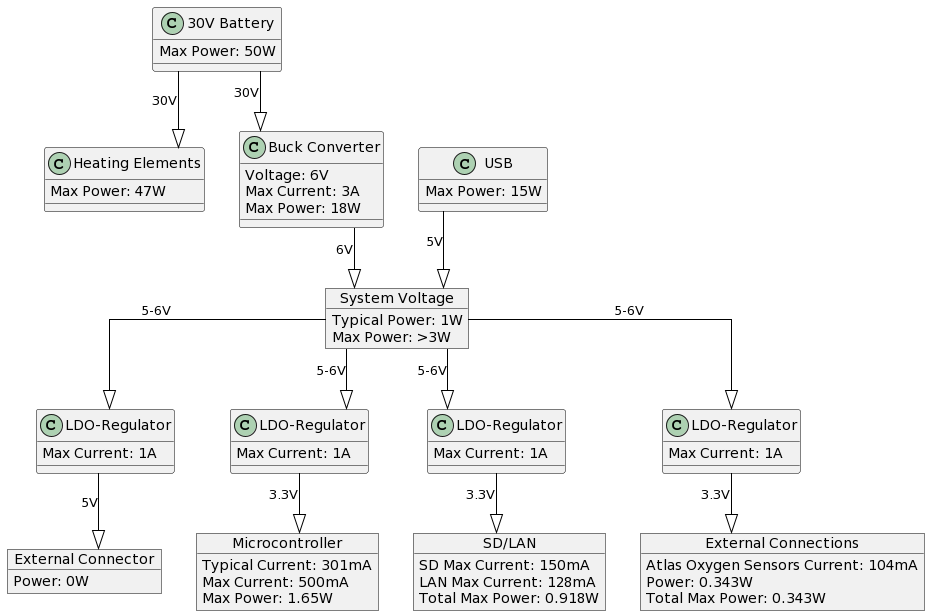 C 30V Battery
Max Power: 50W
30V
30V
C Heating Elements
Max Power: 47W
C Buck Converter
Voltage: 6V
Max Current: 3A
Max Power: 18W
C USB
Max Power: 15W
6V
5V
System Voltage
Typical Power: 1W
Max Power: >3W
5-6V
5-6V
5-6V
5-6V
C LDO-Regulator
Max Current: 1A
C LDO-Regulator
Max Current: 1A
C LDO-Regulator
Max Current: 1A
C LDO-Regulator
Max Current: 1A
5V
3.3V
3.3V
3.3V
External Connector
Power: 0W
Microcontroller
Typical Current: 301mA
Max Current: 500mA
Max Power: 1.65W
SD/LAN
SD Max Current: 150mA
LAN Max Current: 128mA
Total Max Power: 0.918W
External Connections
Atlas Oxygen Sensors Current: 104mA
Power: 0.343W
Total Max Power: 0.343W